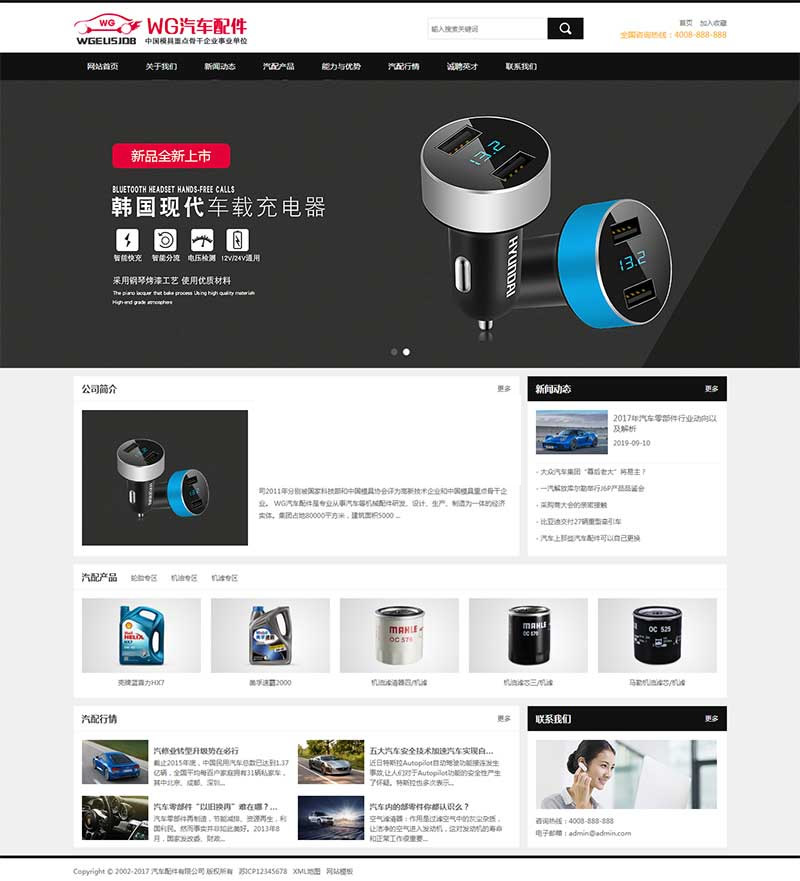 WG
WGEUSJDB
WG汽车配件
中国模具重点骨干企业事业单位
输入搜索关键词
首页 加入收藏
全国咨询热线：4008-888-888
网站首页 关于我们 新闻动态 汽配产品 能力与优势 汽配行情 诚聘英才 联系我们
新品全新上市
BLUETOOTH HEADSET HANDS-FREE CALLS
韩国现代车载充电器
智能快充 智能分流 电压检测 12V/24V通用
采用钢琴烤漆工艺 使用优质材料
The piano lacquer that bake process Using high quality materials
High-end grade atmosphere
13.2
HYUNDAI
13.2
公司简介 更多
司2011年分别被国家科技部和中国模具协会评为高新技术企业和中国模具重点骨干企
业。 WG汽车配件是专业从事汽车等机械配件研发、设计、生产、制造为一体的经济
实体。集团占地80000平方米，建筑面积5000 ...
新闻动态 更多
2017年汽车零部件行业动向以
及解析
2019-09-10
- 大众汽车集团“幕后老大”将易主？
- 一汽解放库尔勒举行J6P产品品鉴会
- 采购商大会的亲密接触
- 比亚迪交付27辆重型牵引车
- 汽车上那些汽车配件可以自己更换
汽配产品 轮胎专区 机油专区 机滤专区
Shell
HELIX
HX7
MAHLE
OC 576
MAHLE
OC 576
OC 525
壳牌蓝喜力HX7
美孚速霸2000
机油滤清器四/机滤
机油滤芯三/机滤
马勒机油滤芯/机滤
汽配行情 更多
汽修业转型升级势在必行
截止2015年底，中国民用汽车总数已达到1.37
亿辆，全国平均每百户家庭拥有31辆私家车，
其中北京、成都、深圳...
五大汽车安全技术加速汽车实现自...
近日特斯拉Autopilot自动驾驶功能接连发生
事故,让人们对于Autopilot功能的安全性产生
了怀疑。特斯拉也多次表示...
汽车零部件“以旧换再”难在哪？...
汽车零部件再制造，节能减排、资源再生，利
国利民。然而事实并非如此美好。2013年8
月，国家发改委、财政...
汽车内的部零件你都认识么？
空气滤清器：作用是过滤空气中的灰尘杂质，
让洁净的空气进入发动机，这对发动机的寿命
和正常工作很重要...
联系我们 更多
咨询热线：4008-888-888
电子邮箱：admin@admin.com
Copyright © 2002-2017 汽车配件有限公司 版权所有 苏ICP12345678 XML地图 网站模板